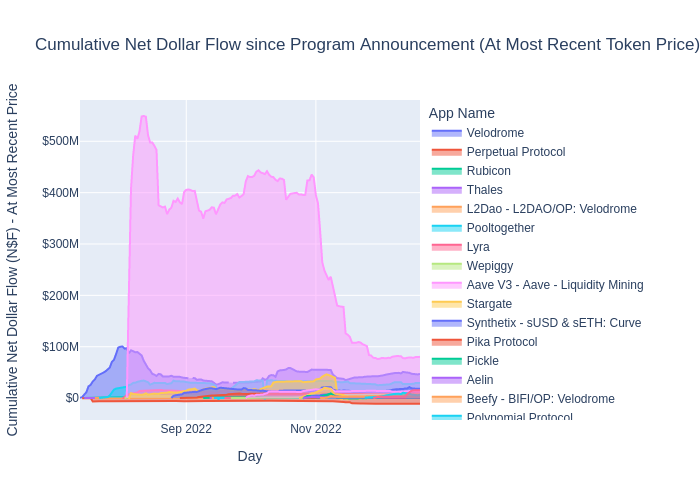 Cumulative Net Dollar Flow since Program Announcement (At Most Recent Token Price)
Cumulative Net Dollar Flow (N$F) - At Most Recent Price
$500M
$400M
$300M
$200M
$100M
$0
Sep 2022
Nov 2022
Day
App Name
Velodrome
Perpetual Protocol
Rubicon
Thales
L2Dao - L2DAO/OP: Velodrome
Pooltogether
Lyra
Wepiggy
Aave V3 - Aave - Liquidity Mining
Stargate
Synthetix - sUSD & sETH: Curve
Pika Protocol
Pickle
Aelin
Beefy - BIFI/OP: Velodrome
Polynomial Protocol